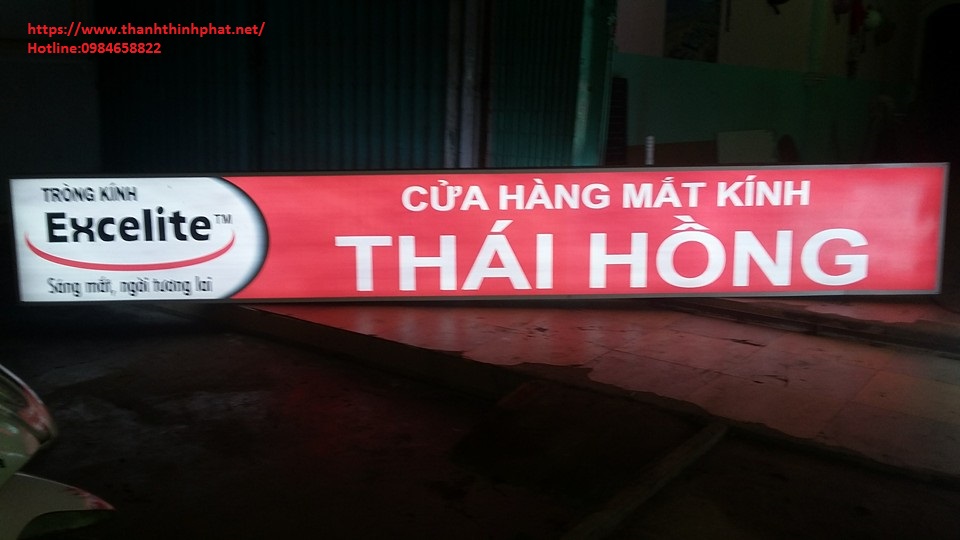 https://www.thanhthinhphat.net/
Hotline:0984658822
TRÒNG KÍNH
Excelite™
Sáng mắt, ngời tương lai
CỬA HÀNG MẮT KÍNH
THÁI HỒNG